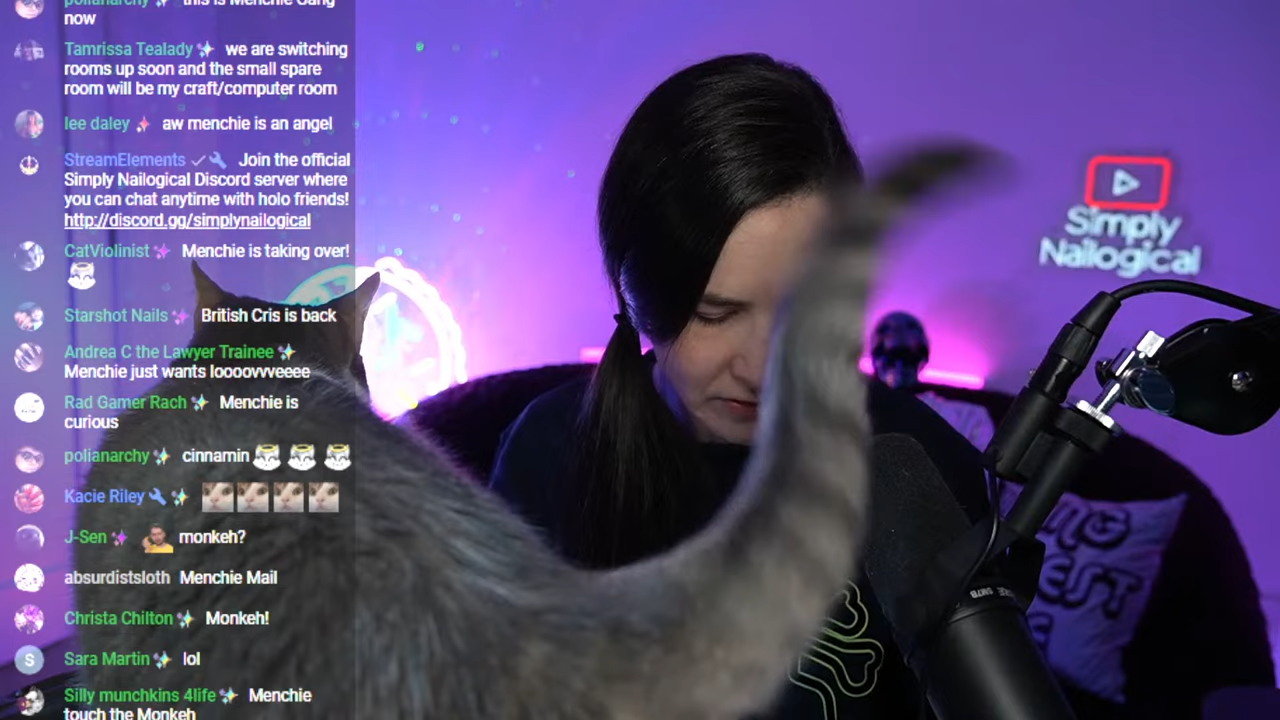 polianarchy this is Menchie Gang
now
Tamrissa Tealady we are switching
rooms up soon and the small spare
room will be my craft/computer room
lee daley aw menchie is an angel
StreamElements Join the official
Simply Nailogical Discord server where
you can chat anytime with holo friends!
http://discord.gg/simplynailogical
CatViolinist Menchie is taking over!
Starshot Nails British Cris is back
Andrea C the Lawyer Trainee
Menchie just wants loooovvveeee
Rad Gamer Rach Menchie is
curious
polianarchy cinnamin
Kacie Riley
J-Sen monkeh?
absurdistsloth Menchie Mail
Christa Chilton Monkeh!
S
Sara Martin lol
Silly munchkins 4life Menchie
touch the Monkeh
Simply
Nailogical
SM7B